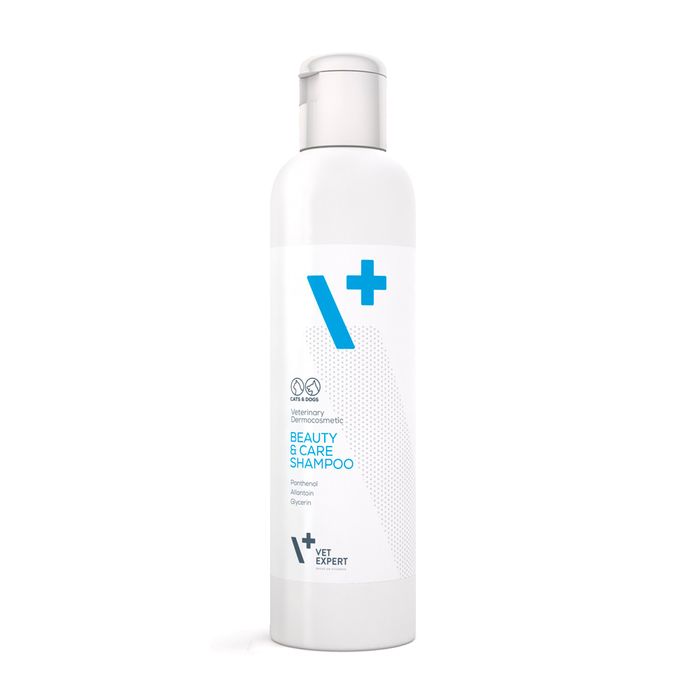 CATS & DOGS
Veterinary
Dermocosmetic
BEAUTY
& CARE
SHAMPOO
Panthenol
Allantoin
Glycerin
VET
EXPERT